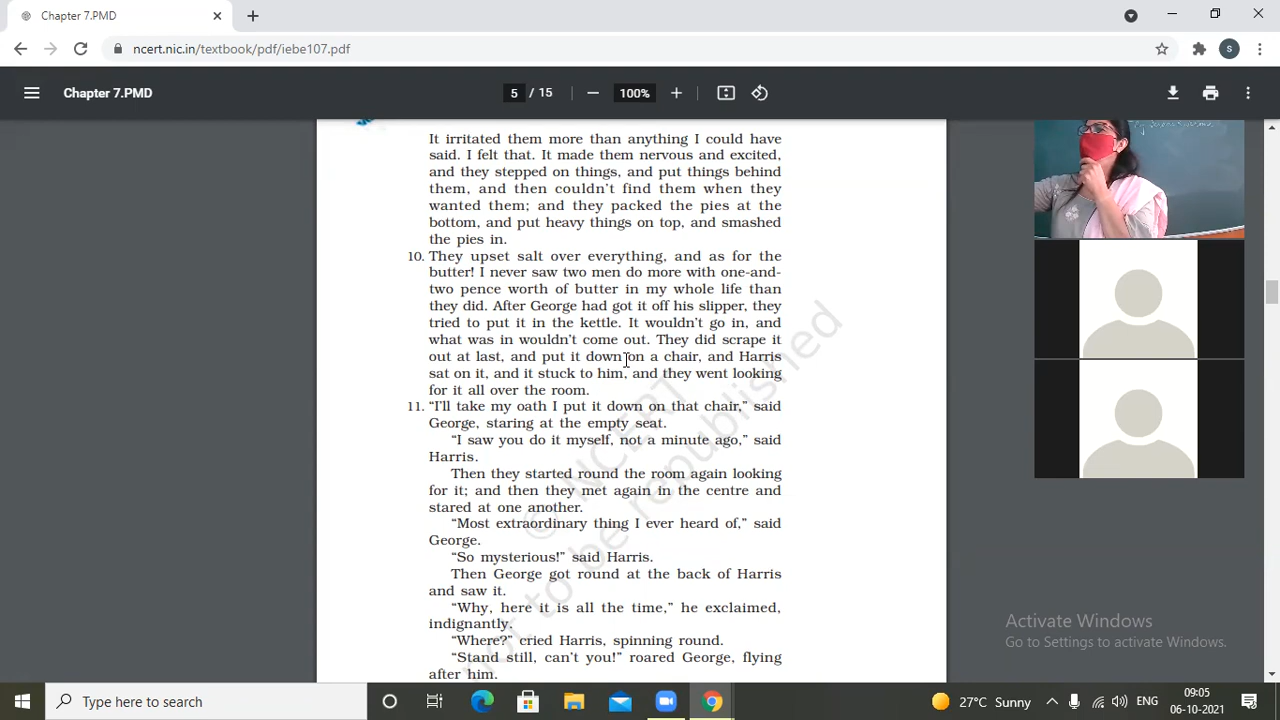 Chapter 7.PMD
ncert.nic.in/textbook/pdf/iebe107.pdf
S
Chapter 7.PMD
5 / 15
100%
It irritated them more than anything I could have
said. I felt that. It made them nervous and excited,
and they stepped on things, and put things behind
them, and then couldn’t find them when they
wanted them; and they packed the pies at the
bottom, and put heavy things on top, and smashed
the pies in.
10. They upset salt over everything, and as for the
butter! I never saw two men do more with one-and-
two pence worth of butter in my whole life than
they did. After George had got it off his slipper, they
tried to put it in the kettle. It wouldn’t go in, and
what was in wouldn’t come out. They did scrape it
out at last, and put it down on a chair, and Harris
sat on it, and it stuck to him, and they went looking
for it all over the room.
11. “I’ll take my oath I put it down on that chair,” said
George, staring at the empty seat.
“I saw you do it myself, not a minute ago,” said
Harris.
Then they started round the room again looking
for it; and then they met again in the centre and
stared at one another.
“Most extraordinary thing I ever heard of,” said
George.
“So mysterious!” said Harris.
Then George got round at the back of Harris
and saw it.
“Why, here it is all the time,” he exclaimed,
indignantly.
“Where?” cried Harris, spinning round.
“Stand still, can’t you!” roared George, flying
after him.
© NCERT
not to be republished
Activate Windows
Go to Settings to activate Windows.
Type here to search
27°C Sunny
ENG
09:05
06-10-2021